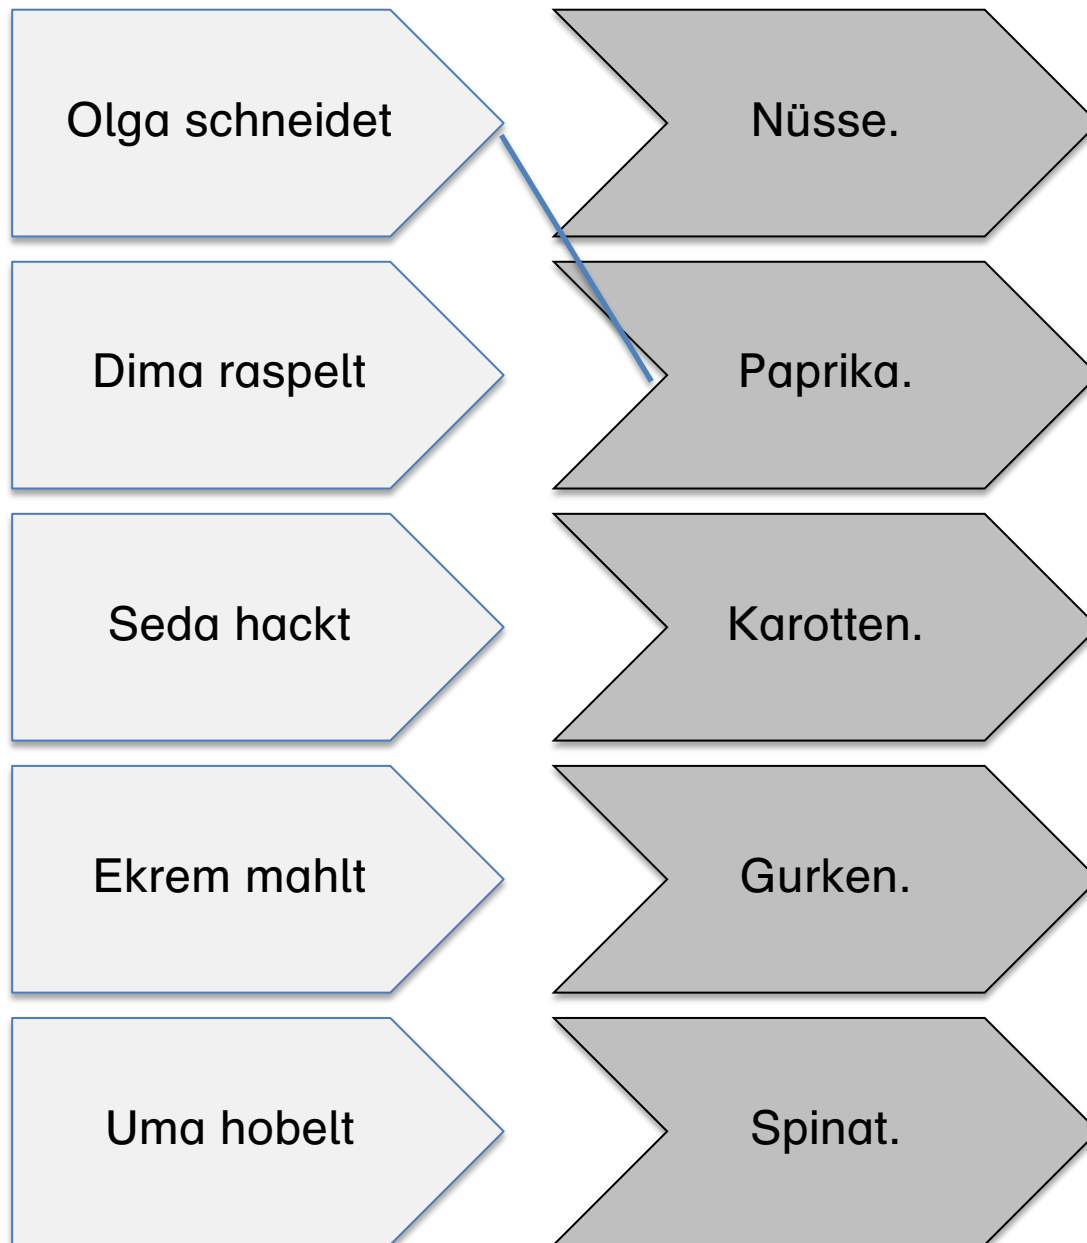 Olga schneidet
Nüsse.
Dima raspelt
Paprika.
Seda hackt
Karotten.
Ekrem mahlt
Gurken.
Uma hobelt
Spinat.